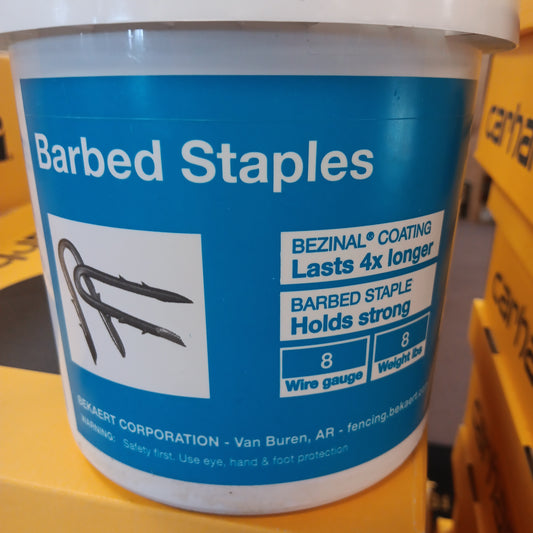 Barbed Staples
BEZINAL® COATING
Lasts 4x longer
BARBED STAPLE
Holds strong
8
Wire gauge
8
Weight lbs
BEKAERT CORPORATION - Van Buren, AR - fencing.bekaert.com
WARNING: Safety first. Use eye, hand & foot protection